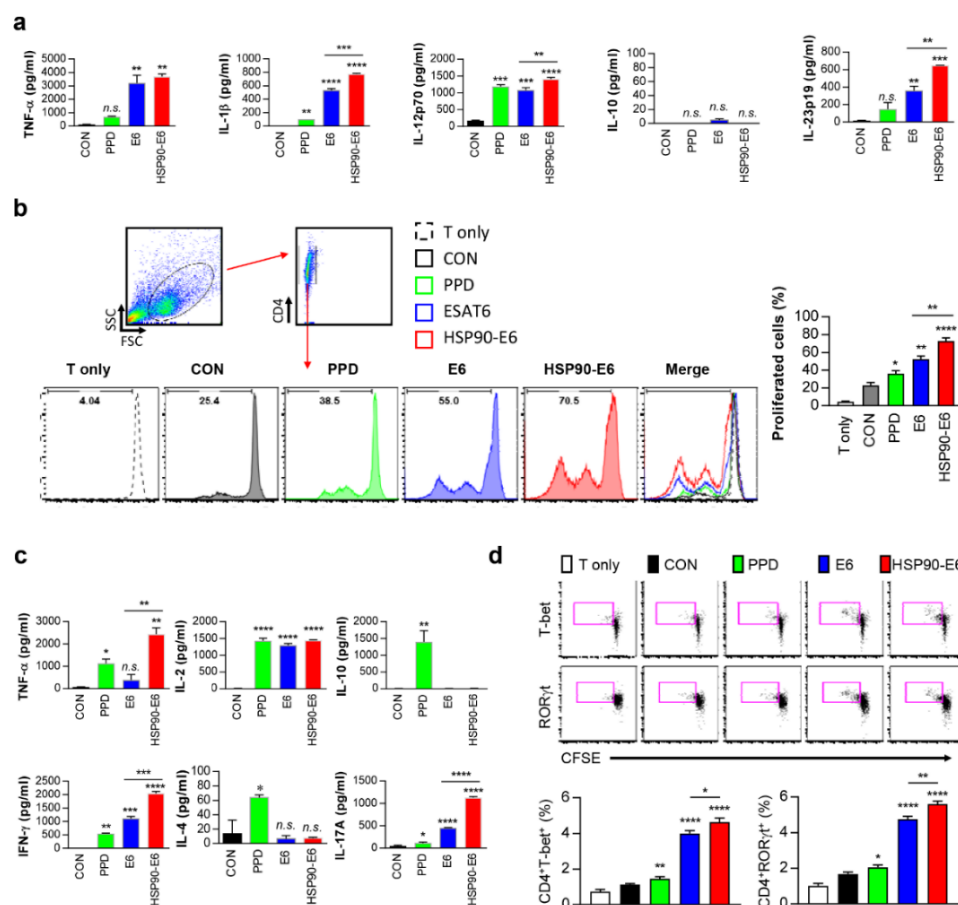 a
TNF-α (pg/ml)
5000
4000
3000
2000
1000
0
** **
n.s.
CON
PPD
E6
HSP90-E6
IL-1β (pg/ml)
1000
800
600
400
200
0
***
****
****
**
CON
PPD
E6
HSP90-E6
IL-12p70 (pg/ml)
2000
1500
1000
500
0
**
*** *** ****
CON
PPD
E6
HSP90-E6
IL-10 (pg/ml)
500
400
300
200
100
0
n.s. n.s. n.s.
CON
PPD
E6
HSP90-E6
IL-23p19 (pg/ml)
800
600
400
200
0
**
***
**
n.s.
CON
PPD
E6
HSP90-E6
b
SSC
FSC
CD4
T only
CON
PPD
ESAT6
HSP90-E6
T only CON PPD E6 HSP90-E6 Merge
4.04 25.4 38.5 55.0 70.5
Proliferated cells (%)
100
80
60
40
20
0
**
****
**
*
T only
CON
PPD
E6
HSP90-E6
c
TNF-α (pg/ml)
3000
2000
1000
0
**
**
*
n.s.
CON
PPD
E6
HSP90-E6
IL-2 (pg/ml)
2000
1500
1000
500
0
**** **** ****
CON
PPD
E6
HSP90-E6
IL-10 (pg/ml)
2000
1500
1000
500
0
**
CON
PPD
E6
HSP90-E6
IFN-γ (pg/ml)
2500
2000
1500
1000
500
0
***
****
***
**
CON
PPD
E6
HSP90-E6
IL-4 (pg/ml)
100
80
60
40
20
0
*
n.s. n.s.
CON
PPD
E6
HSP90-E6
IL-17A (pg/ml)
1500
1000
500
0
****
****
****
*
CON
PPD
E6
HSP90-E6
d
T only CON PPD E6 HSP90-E6
T-bet
RORγt
CFSE
CD4⁺T-bet⁺ (%)
6
4
2
0
*
****
****
**
CD4⁺RORγt⁺ (%)
6
4
2
0
**
****
****
*